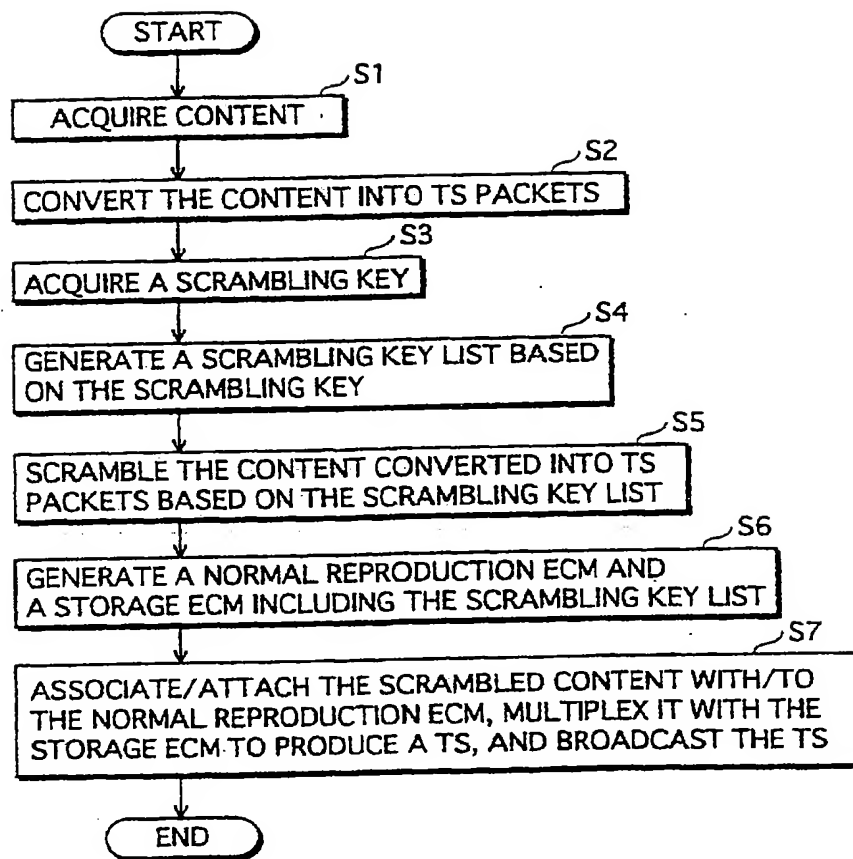 START
S1
ACQUIRE CONTENT
S2
CONVERT THE CONTENT INTO TS PACKETS
S3
ACQUIRE A SCRAMBLING KEY
S4
GENERATE A SCRAMBLING KEY LIST BASED
ON THE SCRAMBLING KEY
S5
SCRAMBLE THE CONTENT CONVERTED INTO TS
PACKETS BASED ON THE SCRAMBLING KEY LIST
S6
GENERATE A NORMAL REPRODUCTION ECM AND
A STORAGE ECM INCLUDING THE SCRAMBLING KEY LIST
S7
ASSOCIATE/ATTACH THE SCRAMBLED CONTENT WITH/TO
THE NORMAL REPRODUCTION ECM, MULTIPLEX IT WITH THE
STORAGE ECM TO PRODUCE A TS, AND BROADCAST THE TS
END